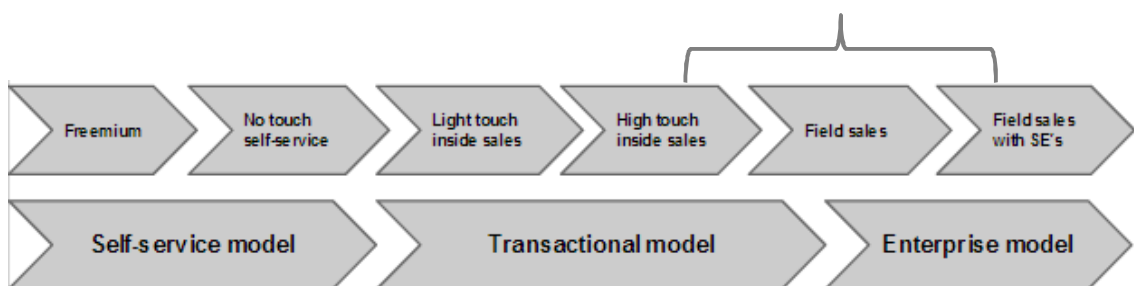 Freemium
No touch
self-service
Light touch
inside sales
High touch
inside sales
Field sales
Field sales
with SE's
Self-service model
Transactional model
Enterprise model